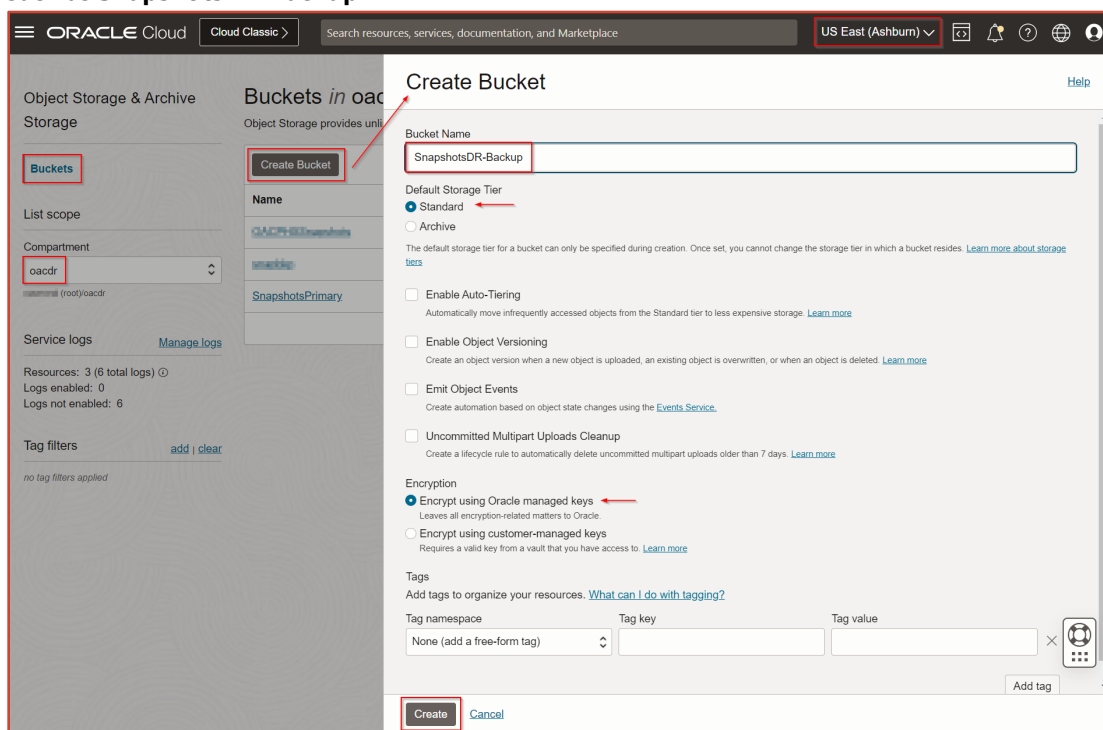 ORACLE Cloud
Cloud Classic >
Search resources, services, documentation, and Marketplace
US East (Ashburn)
Object Storage & Archive
Storage
Buckets
List scope
Compartment
oacdr
(root)/oacdr
Service logs
Manage logs
Resources: 3 (6 total logs)
Logs enabled: 0
Logs not enabled: 6
Tag filters
add | clear
no tag filters applied
Buckets in oac
Object Storage provides unli
Create Bucket
Name
SnapshotsPrimary
Create Bucket
Help
Bucket Name
SnapshotsDR-Backup
Default Storage Tier
Standard
Archive
The default storage tier for a bucket can only be specified during creation. Once set, you cannot change the storage tier in which a bucket resides. Learn more about storage
tiers
Enable Auto-Tiering
Automatically move infrequently accessed objects from the Standard tier to less expensive storage. Learn more
Enable Object Versioning
Create an object version when a new object is uploaded, an existing object is overwritten, or when an object is deleted. Learn more
Emit Object Events
Create automation based on object state changes using the Events Service.
Uncommitted Multipart Uploads Cleanup
Create a lifecycle rule to automatically delete uncommitted multipart uploads older than 7 days. Learn more
Encryption
Encrypt using Oracle managed keys
Leaves all encryption-related matters to Oracle.
Encrypt using customer-managed keys
Requires a valid key from a vault that you have access to. Learn more
Tags
Add tags to organize your resources. What can I do with tagging?
Tag namespace
Tag key
Tag value
None (add a free-form tag)
Add tag
Create
Cancel